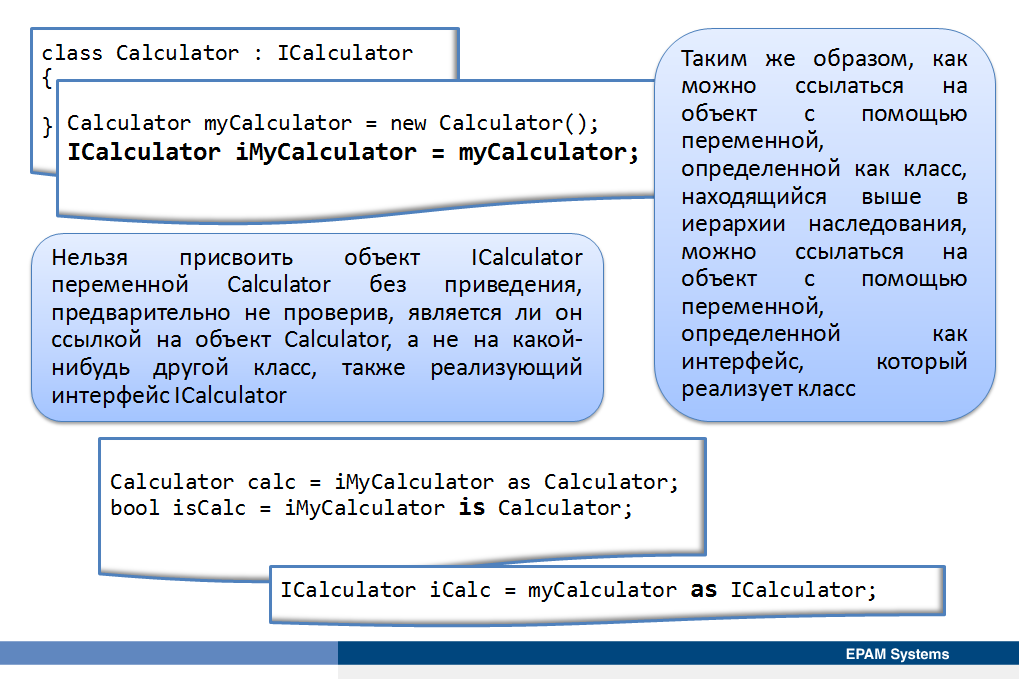 class Calculator : ICalculator
{
}
Calculator myCalculator = new Calculator();
ICalculator iMyCalculator = myCalculator;
Таким же образом, как
можно ссылаться на
объект с помощью
переменной,
определенной как класс,
находящийся выше в
иерархии наследования,
можно ссылаться на
объект с помощью
переменной,
определенной как
интерфейс, который
реализует класс
Нельзя присвоить объект ICalculator
переменной Calculator без приведения,
предварительно не проверив, является ли он
ссылкой на объект Calculator, а не на какой-
нибудь другой класс, также реализующий
интерфейс ICalculator
Calculator calc = iMyCalculator as Calculator;
bool isCalc = iMyCalculator is Calculator;
ICalculator iCalc = myCalculator as ICalculator;
EPAM Systems